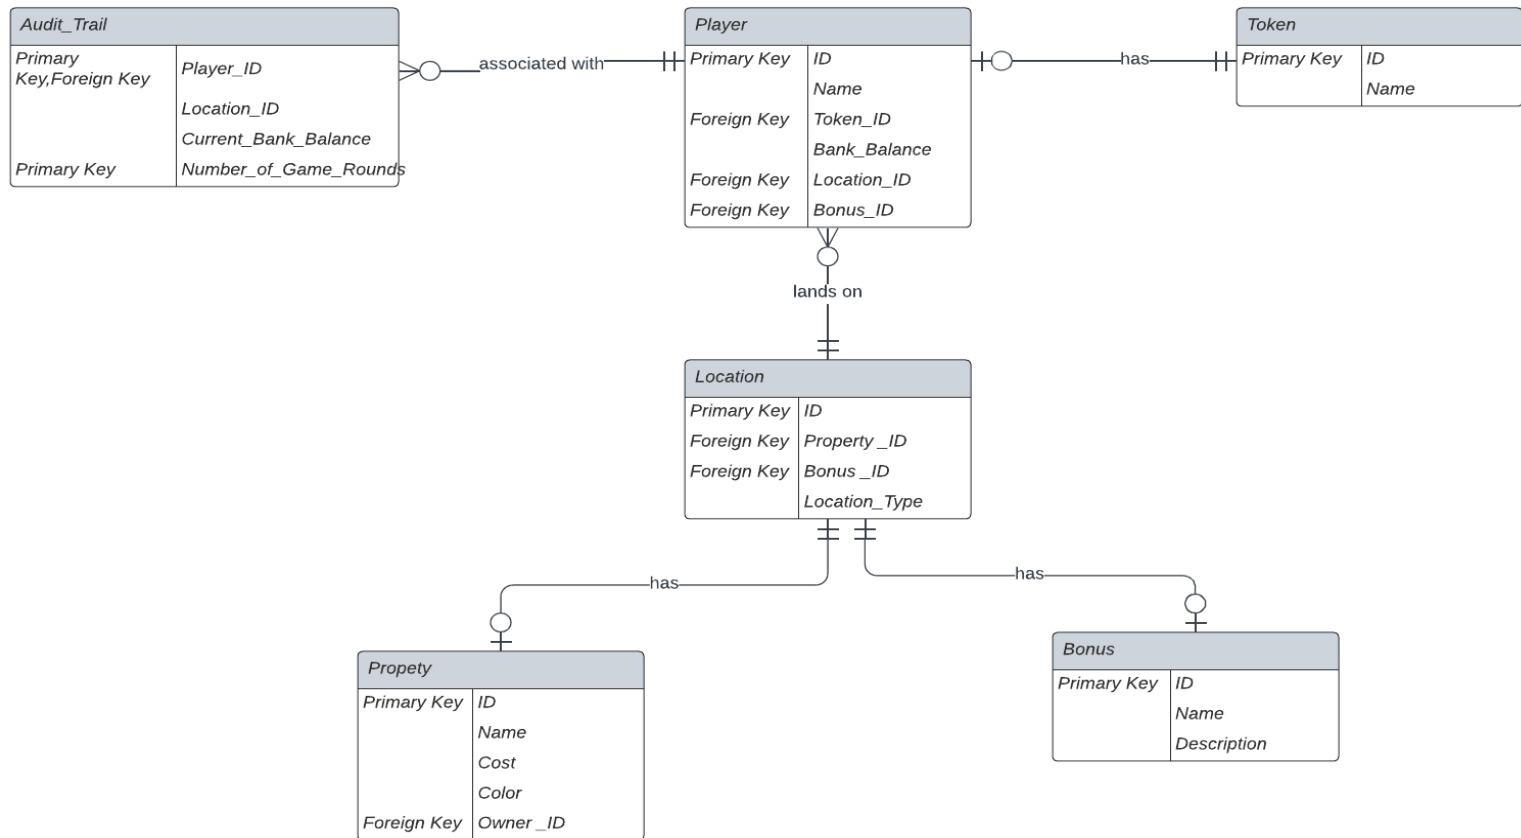 Audit_Trail
Primary
Key,Foreign Key
Player_ID
Location_ID
Current_Bank_Balance
Primary Key Number_of_Game_Rounds
associated with
Player
Primary Key ID
Name
Foreign Key Token_ID
Bank_Balance
Foreign Key Location_ID
Foreign Key Bonus_ID
has
Token
Primary Key ID
Name
lands on
Location
Primary Key ID
Foreign Key Property _ID
Foreign Key Bonus _ID
Location_Type
has
has
Propety
Primary Key ID
Name
Cost
Color
Foreign Key Owner _ID
Bonus
Primary Key ID
Name
Description